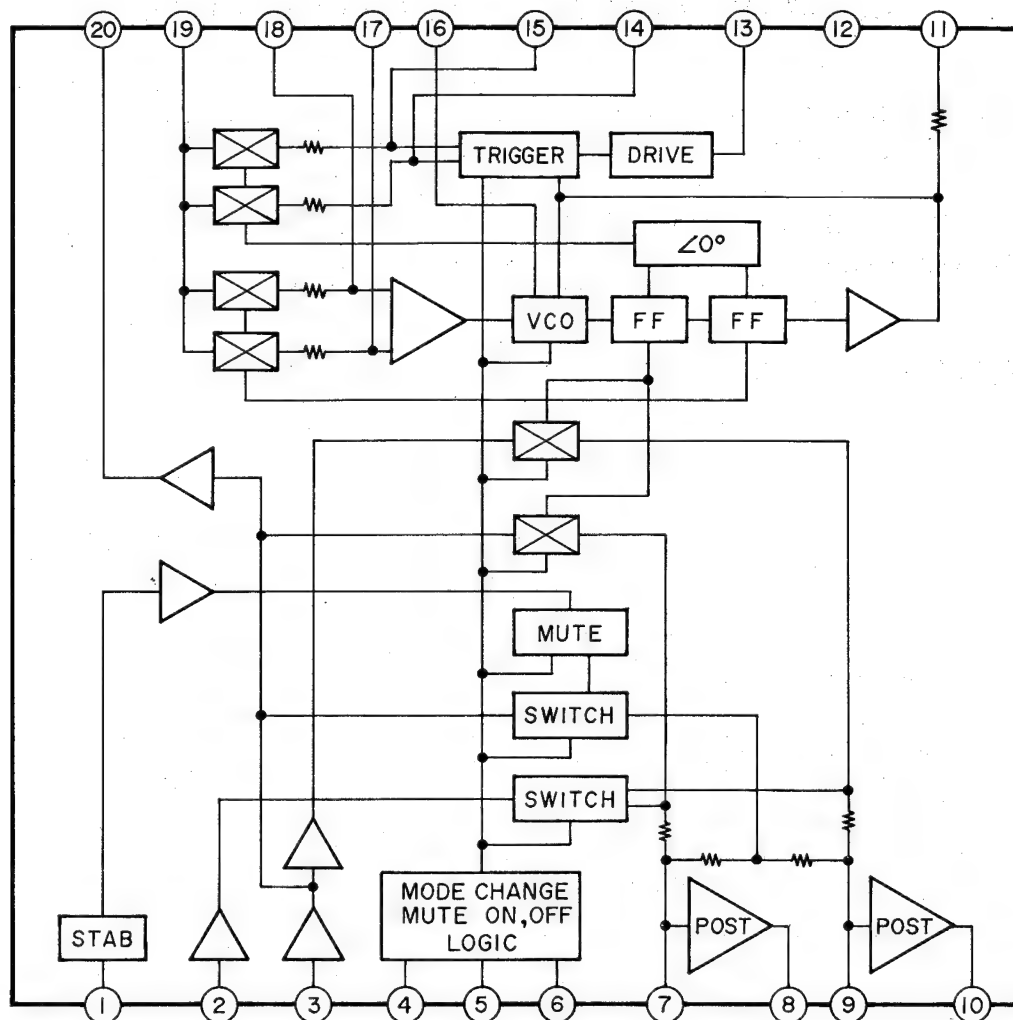 20 19 18 17 16 15 14 13 12 11
TRIGGER
DRIVE
∠0°
VCO
FF
FF
MUTE
SWITCH
SWITCH
MODE CHANGE
MUTE ON,OFF
LOGIC
STAB
POST
POST
1 2 3 4 5 6 7 8 9 10